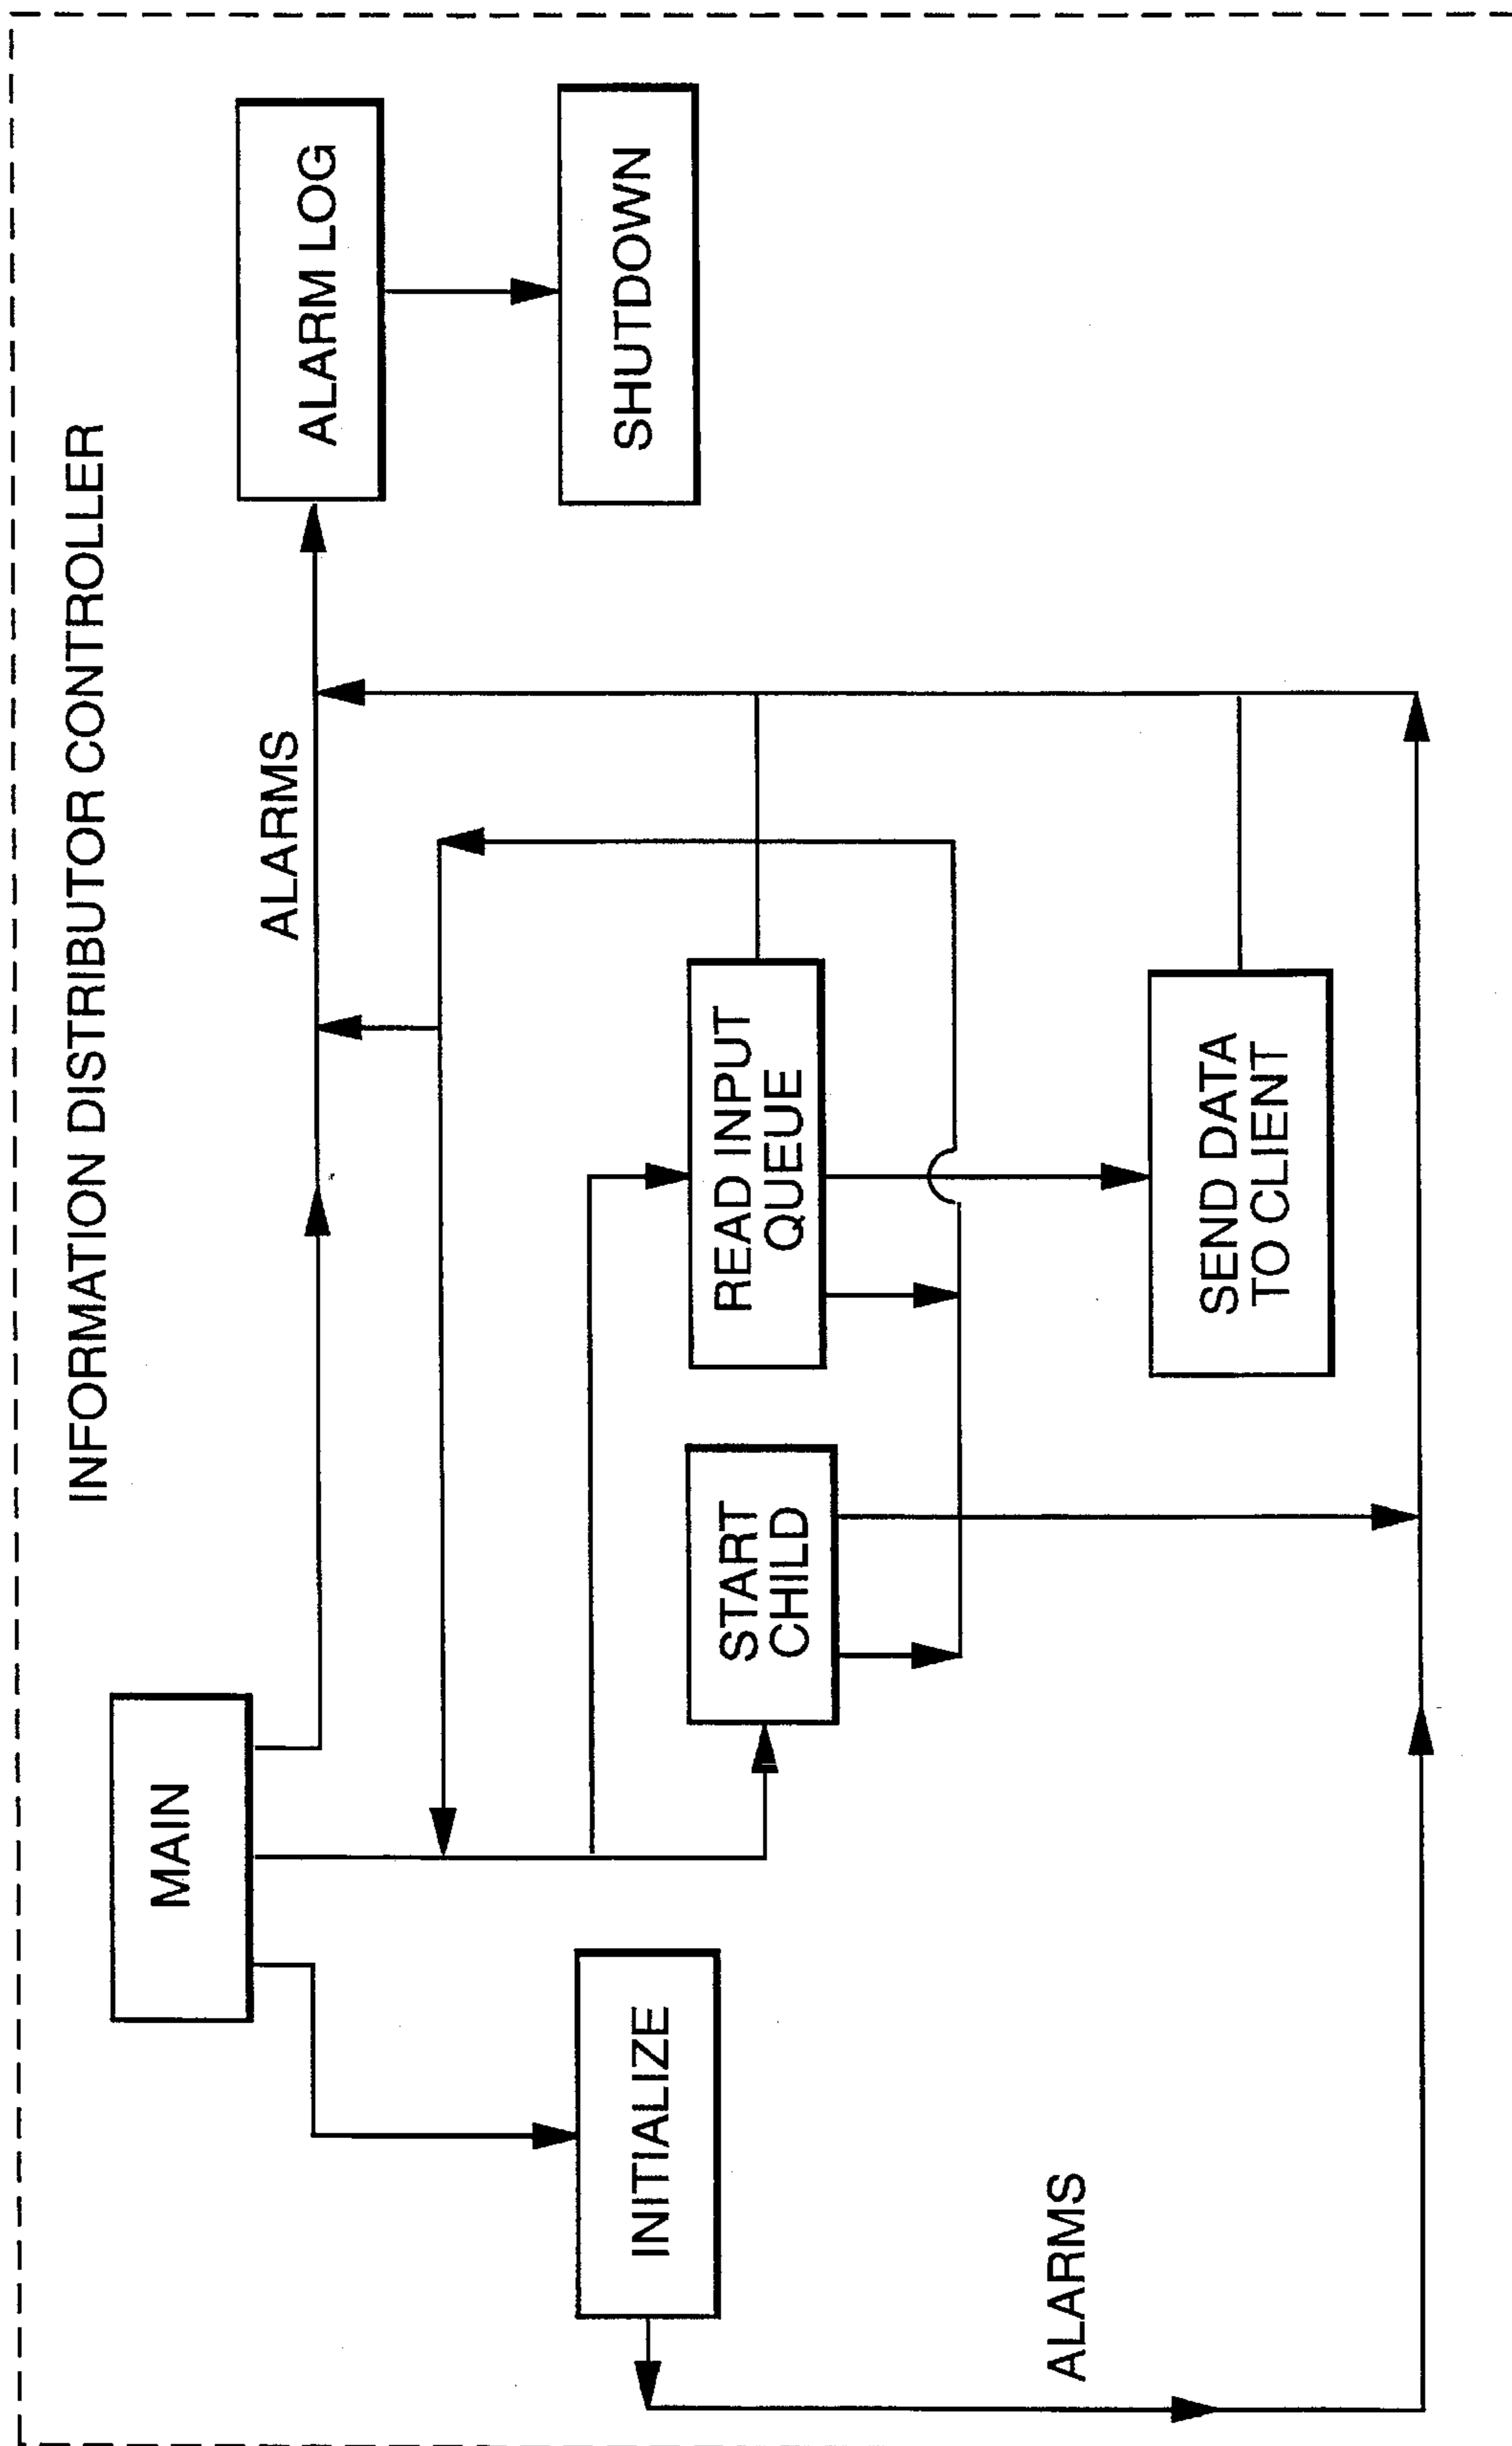 INFORMATION DISTRIBUTOR CONTROLLER
MAIN
ALARMS
ALARM LOG
INITIALIZE
START
CHILD
READ INPUT
QUEUE
SHUTDOWN
ALARMS
SEND DATA
TO CLIENT